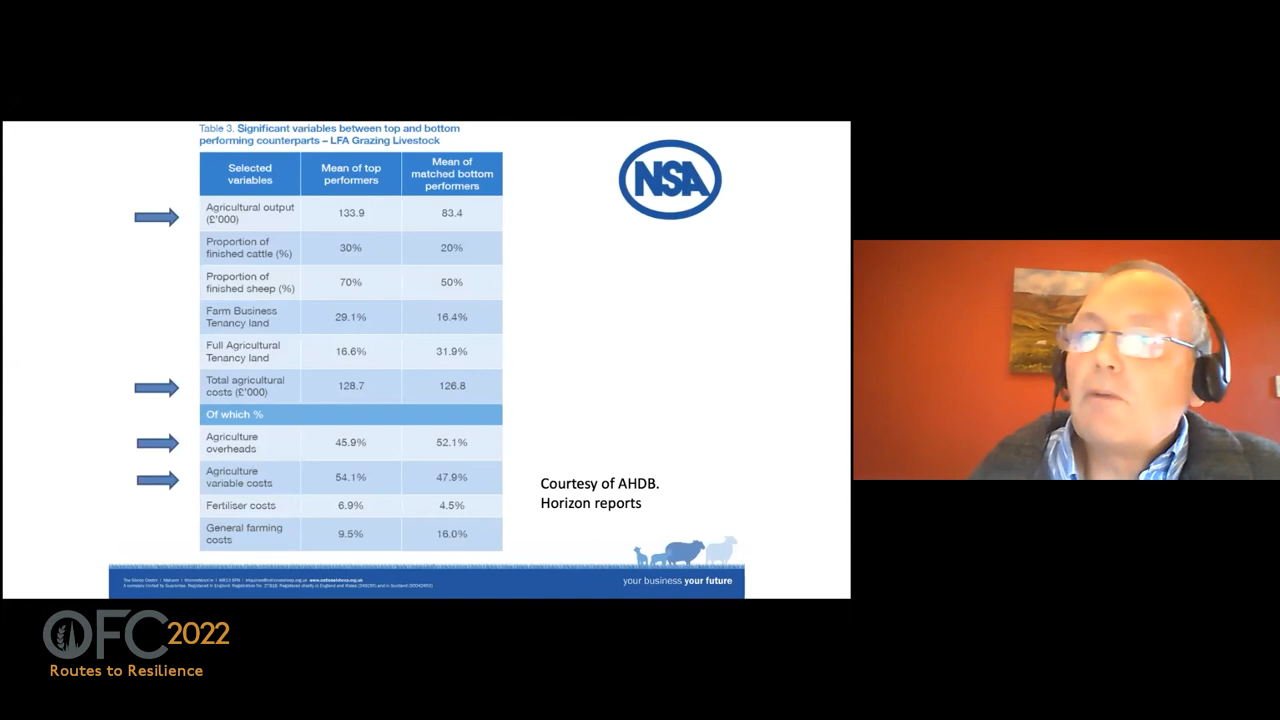 Table 3. Significant variables between top and bottom
performing counterparts – LFA Grazing Livestock
Selected variables | Mean of top performers | Mean of matched bottom performers
Agricultural output (£'000) | 133.9 | 83.4
Proportion of finished cattle (%) | 30% | 20%
Proportion of finished sheep (%) | 70% | 50%
Farm Business Tenancy land | 29.1% | 16.4%
Full Agricultural Tenancy land | 16.6% | 31.9%
Total agricultural costs (£'000) | 128.7 | 126.8
Of which %
Agriculture overheads | 45.9% | 52.1%
Agriculture variable costs | 54.1% | 47.9%
Fertiliser costs | 6.9% | 4.5%
General farming costs | 9.5% | 16.0%
NSA
Courtesy of AHDB.
Horizon reports
your business your future
OFC2022
Routes to Resilience